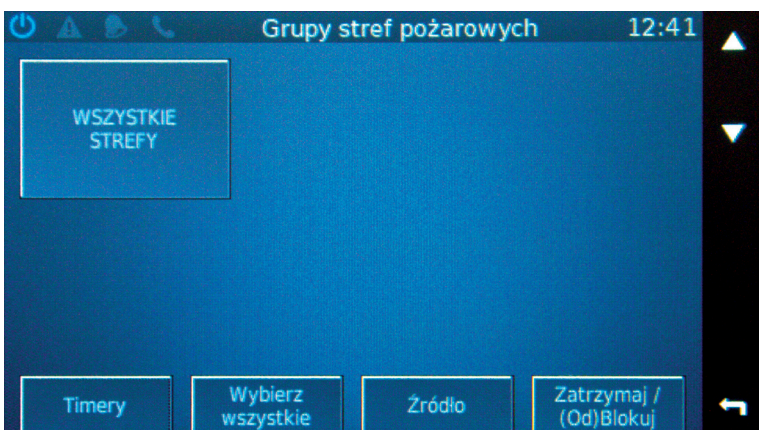 Grupy stref pożarowych 12:41
WSZYSTKIE
STREFY
Timery
Wybierz
wszystkie
Źródło
Zatrzymaj /
(Od)Blokuj